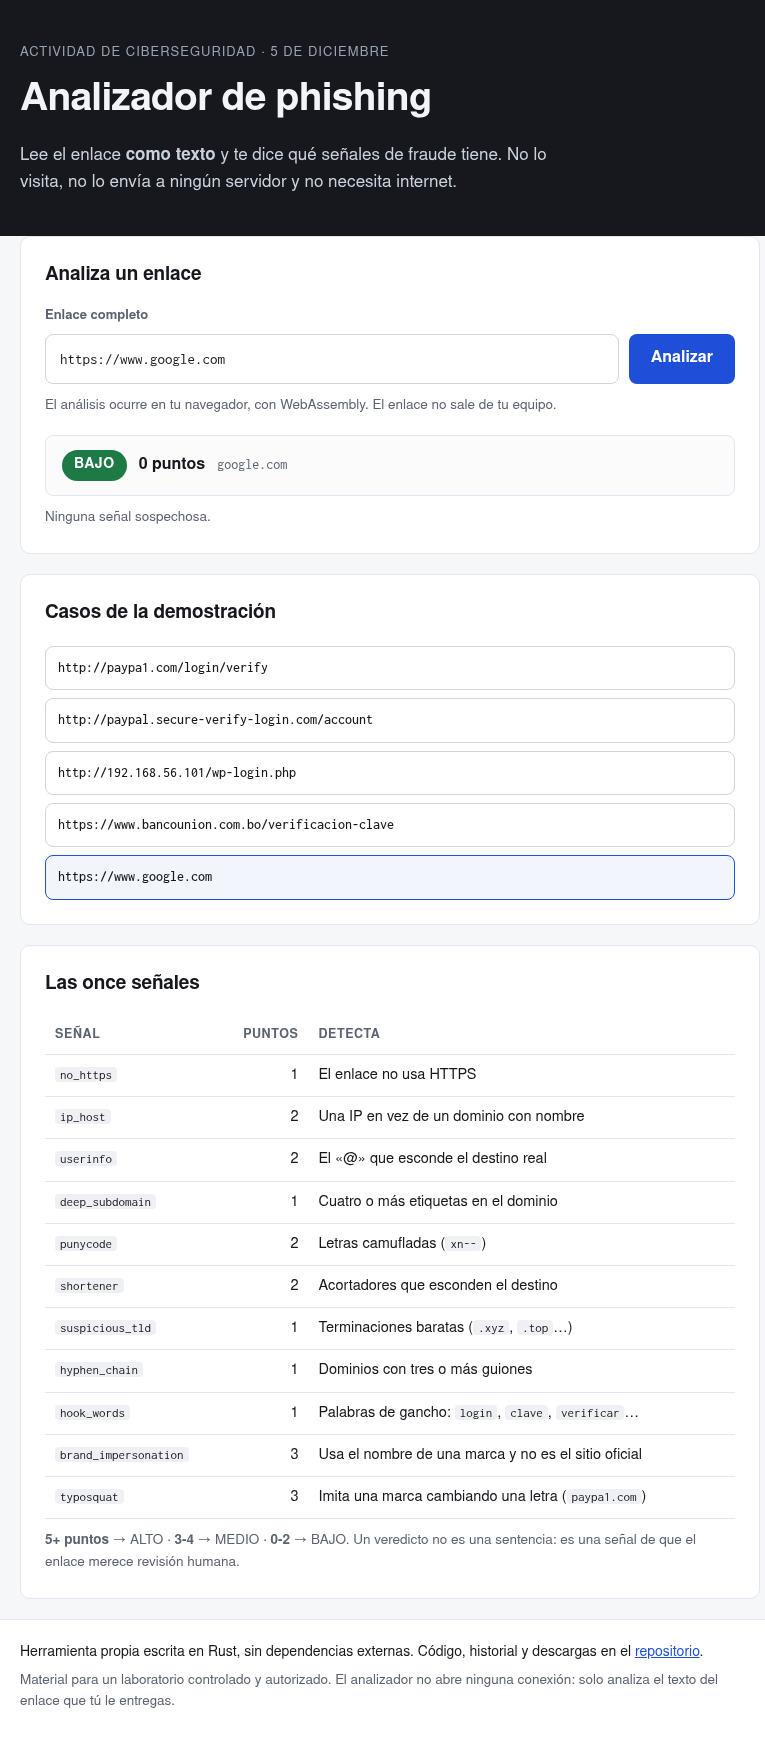 ACTIVIDAD DE CIBERSEGURIDAD · 5 DE DICIEMBRE
Analizador de phishing
Lee el enlace como texto y te dice qué señales de fraude tiene. No lo
visita, no lo envía a ningún servidor y no necesita internet.
Analiza un enlace
Enlace completo
https://www.google.com
Analizar
El análisis ocurre en tu navegador, con WebAssembly. El enlace no sale de tu equipo.
BAJO 0 puntos google.com
Ninguna señal sospechosa.
Casos de la demostración
http://paypa1.com/login/verify
http://paypal.secure-verify-login.com/account
http://192.168.56.101/wp-login.php
https://www.bancounion.com.bo/verificacion-clave
https://www.google.com
Las once señales
SEÑAL PUNTOS DETECTA
no_https 1 El enlace no usa HTTPS
ip_host 2 Una IP en vez de un dominio con nombre
userinfo 2 El «@» que esconde el destino real
deep_subdomain 1 Cuatro o más etiquetas en el dominio
punycode 2 Letras camufladas (xn--)
shortener 2 Acortadores que esconden el destino
suspicious_tld 1 Terminaciones baratas (.xyz, .top…)
hyphen_chain 1 Dominios con tres o más guiones
hook_words 1 Palabras de gancho: login, clave, verificar…
brand_impersonation 3 Usa el nombre de una marca y no es el sitio oficial
typosquat 3 Imita una marca cambiando una letra (paypa1.com)
5+ puntos → ALTO · 3-4 → MEDIO · 0-2 → BAJO. Un veredicto no es una sentencia: es una señal de que el
enlace merece revisión humana.
Herramienta propia escrita en Rust, sin dependencias externas. Código, historial y descargas en el repositorio.
Material para un laboratorio controlado y autorizado. El analizador no abre ninguna conexión: solo analiza el texto del
enlace que tú le entregas.